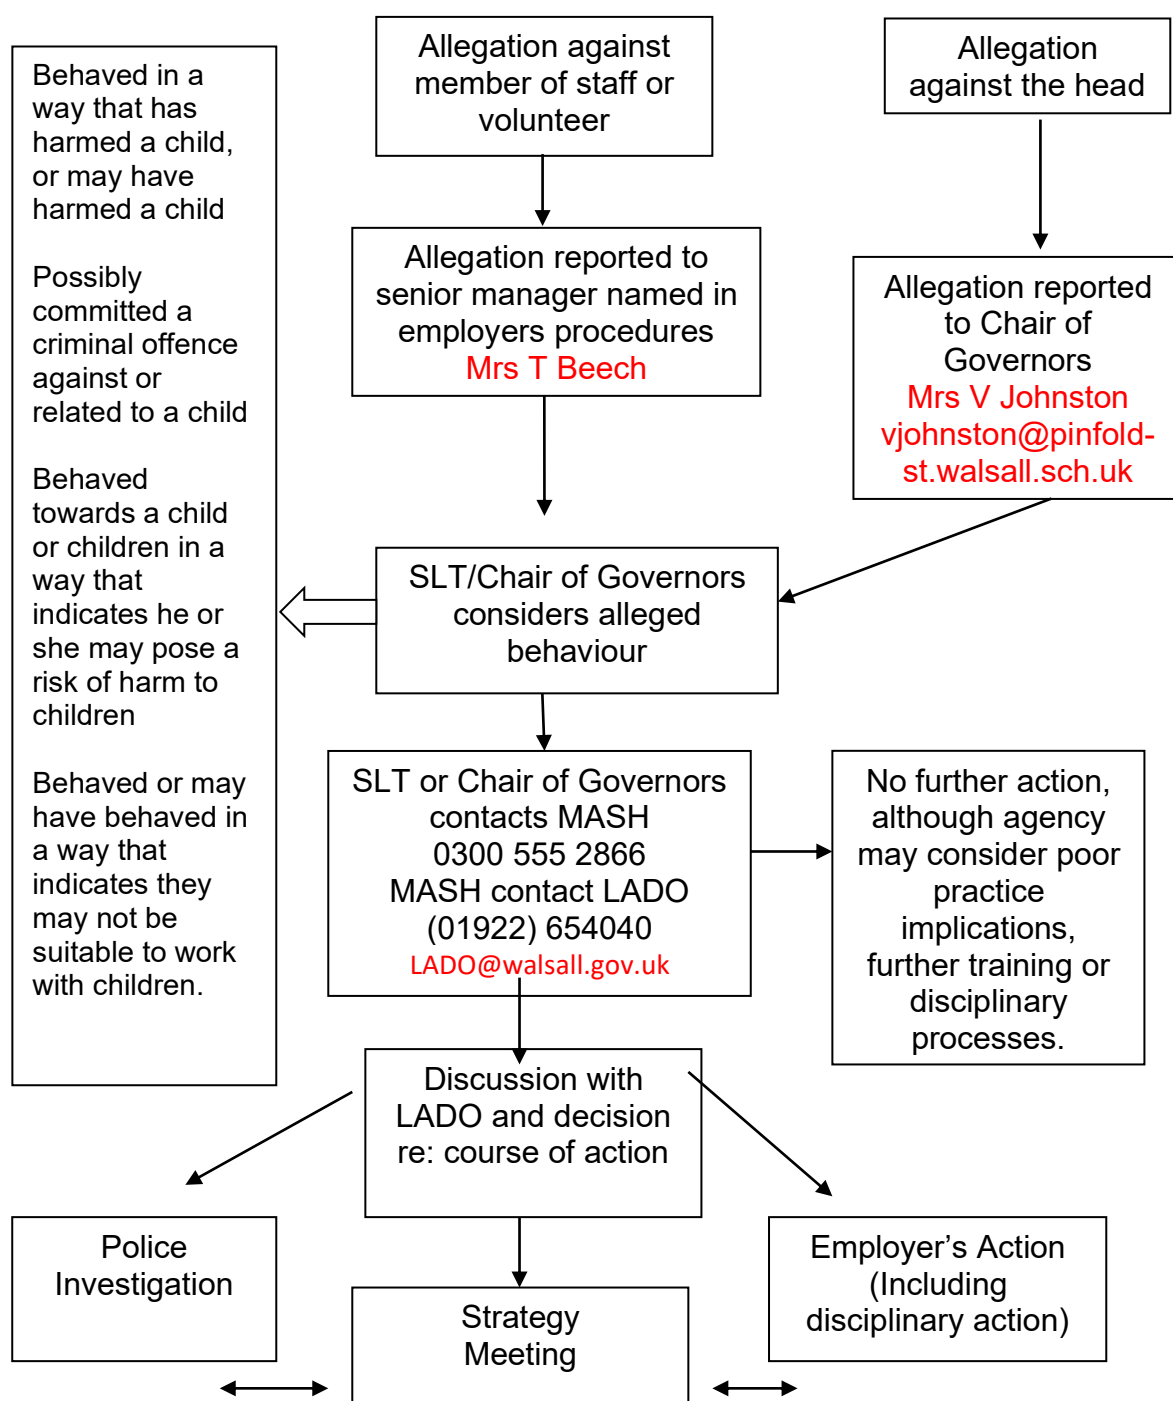 Behaved in a
way that has
harmed a child,
or may have
harmed a child
Possibly
committed a
criminal offence
against or
related to a child
Behaved
towards a child
or children in a
way that
indicates he or
she may pose a
risk of harm to
children
Behaved or may
have behaved in
a way that
indicates they
may not be
suitable to work
with children.
Allegation against
member of staff or
volunteer
Allegation
against the head
Allegation reported to
senior manager named in
employers procedures
Mrs T Beech
Allegation reported
to Chair of
Governors
Mrs V Johnston
vjohnston@pinfold-
st.walsall.sch.uk
SLT/Chair of Governors
considers alleged
behaviour
SLT or Chair of Governors
contacts MASH
0300 555 2866
MASH contact LADO
(01922) 654040
LADO@walsall.gov.uk
No further action,
although agency
may consider poor
practice
implications,
further training or
disciplinary
processes.
Discussion with
LADO and decision
re: course of action
Police
Investigation
Strategy
Meeting
Employer’s Action
(Including
disciplinary action)